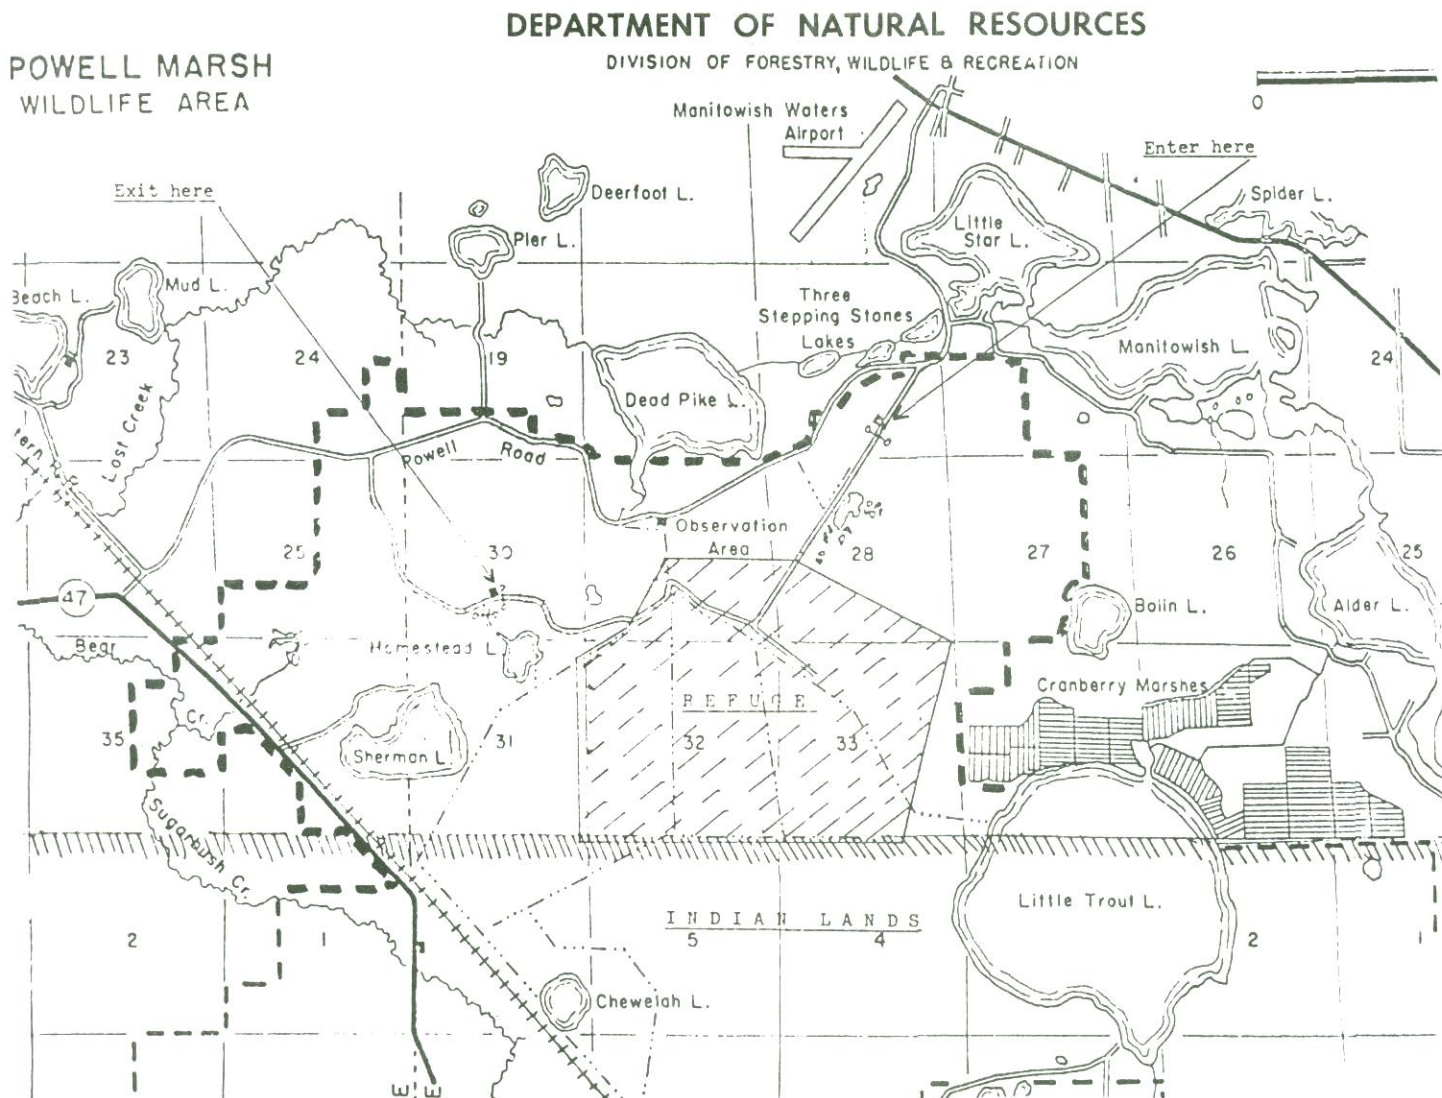 DEPARTMENT OF NATURAL RESOURCES
DIVISION OF FORESTRY, WILDLIFE & RECREATION
POWELL MARSH
WILDLIFE AREA
0
Manitowish Waters
Airport
Enter here
Exit here
Deerfoot L.
Spider L.
Pier L.
Little
Star L.
Beach L.
Mud L.
Three
Stepping Stones
Lakes
Manitowish L.
23
24
19
24
Dead Pike L.
Lost Creek
Powell Road
Observation
Area
25
30
28
27
26
25
47
Bolin L.
Alder L.
Bear
Homestead L.
Cranberry Marshes
REFUGE
Cr.
35
Sherman L.
31
32
33
Sugarbush Cr.
Little Trout L.
INDIAN LANDS
2
1
5
4
2
1
Chewelah L.
E
E